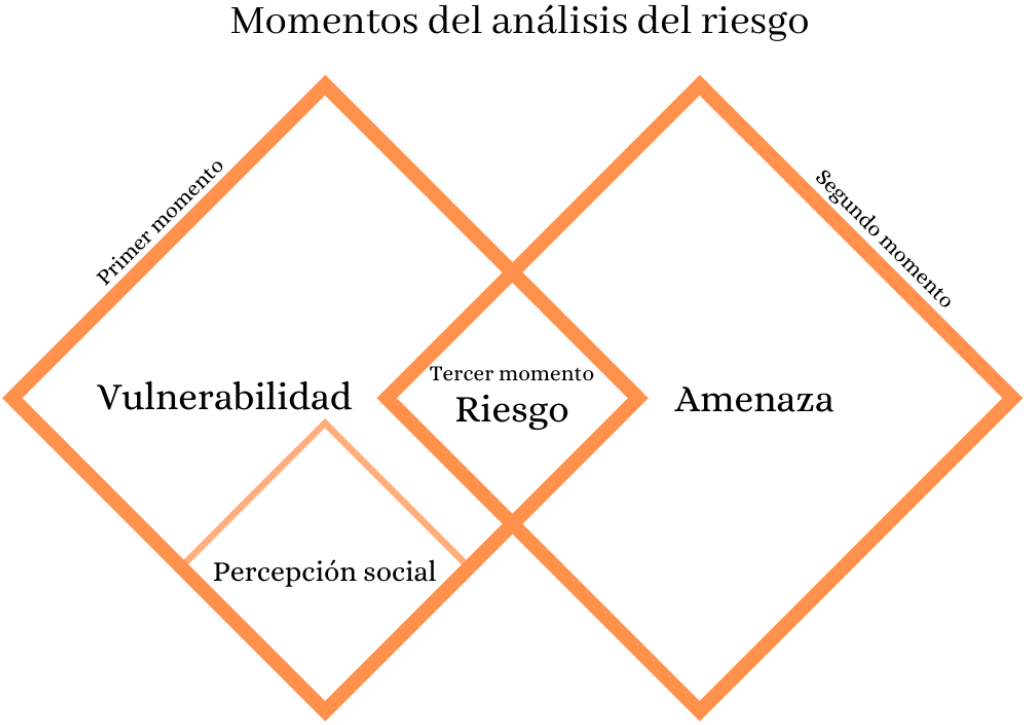 Momentos del análisis del riesgo
Primer momento
Segundo momento
Vulnerabilidad
Tercer momento
Riesgo
Amenaza
Percepción social